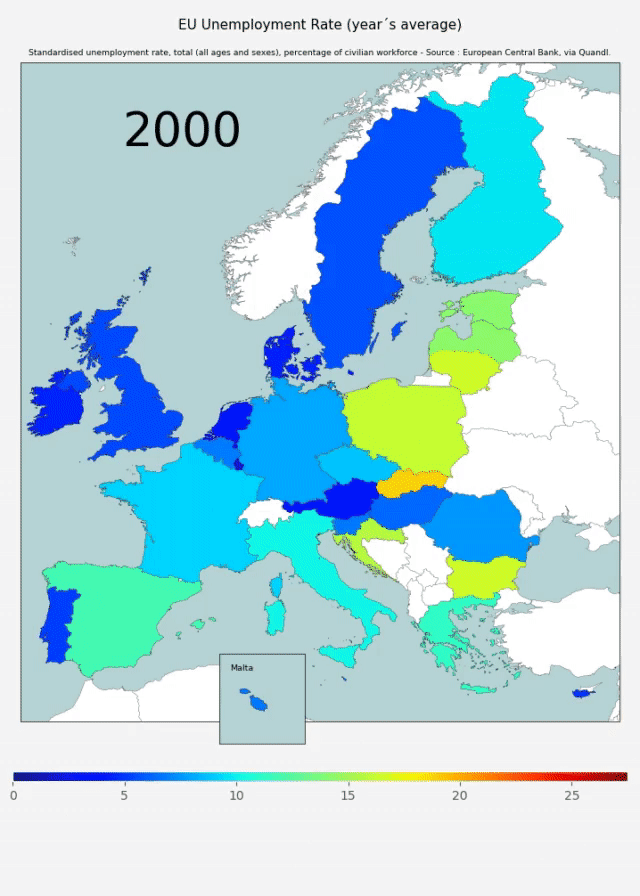 EU Unemployment Rate (year´s average)
Standardised unemployment rate, total (all ages and sexes), percentage of civilian workforce - Source : European Central Bank, via Quandl.
2000
Malta
0 5 10 15 20 25